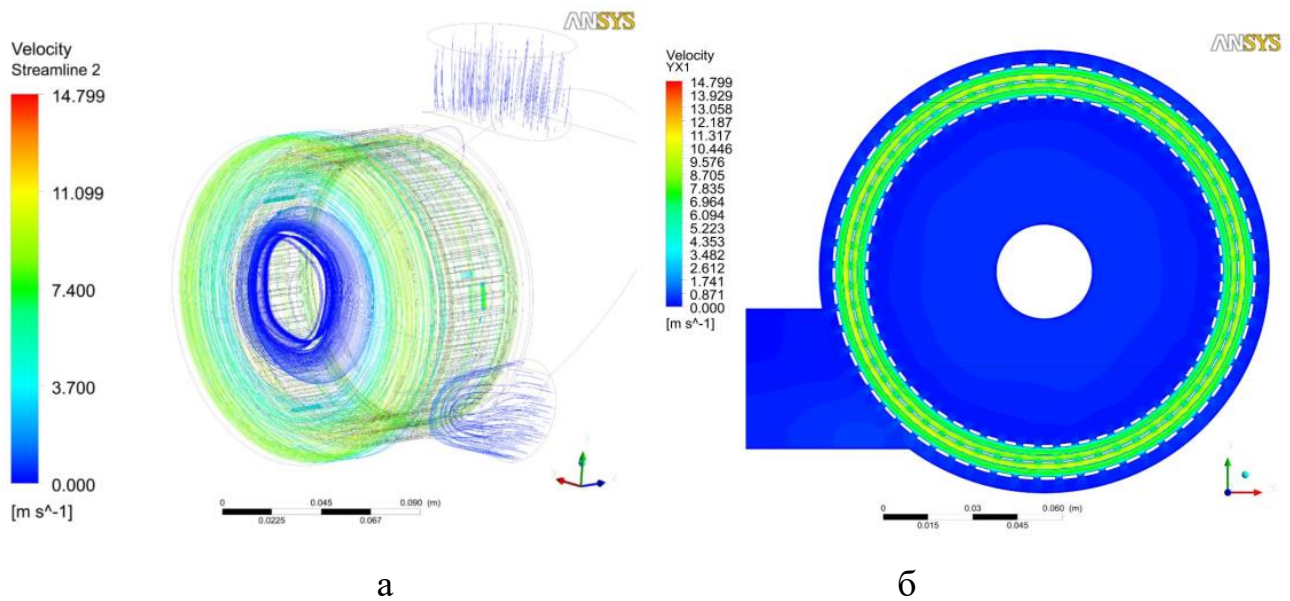 ANSYS
Velocity
Streamline 2
14.799
11.099
7.400
3.700
0.000
[m s^-1]
0 0.045 0.090 (m)
0.0225 0.067
а
ANSYS
Velocity
YX1
14.799
13.929
13.058
12.187
11.317
10.446
9.576
8.705
7.835
6.964
6.094
5.223
4.353
3.482
2.612
1.741
0.871
0.000
[m s^-1]
0 0.03 0.060 (m)
0.015 0.045
б